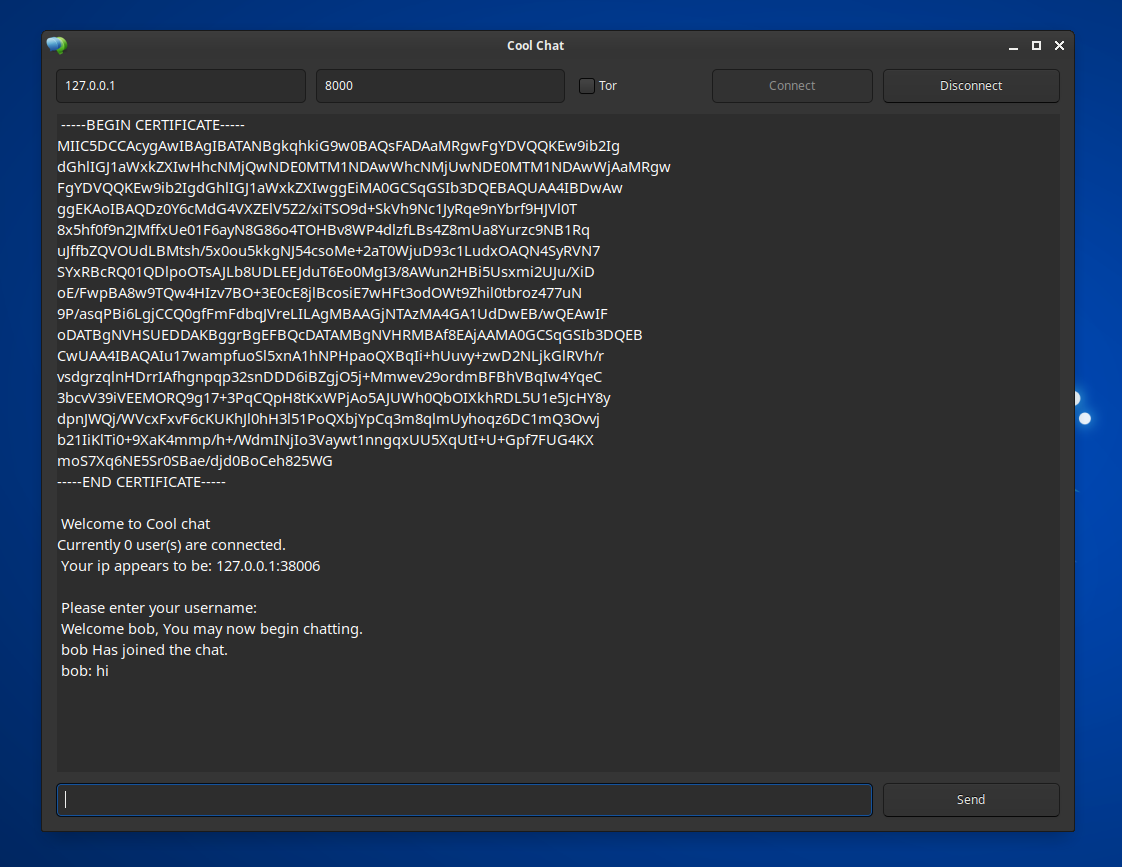 Cool Chat
127.0.0.1 8000 Tor Connect Disconnect
-----BEGIN CERTIFICATE-----
MIIC5DCCAcygAwIBAgIBATANBgkqhkiG9w0BAQsFADAaMRgwFgYDVQQKEw9ib2Ig
dGhlIGJ1aWxkZXIwHhcNMjQwNDE0MTM1NDAwWhcNMjUwNDE0MTM1NDAwWjAaMRgw
FgYDVQQKEw9ib2IgdGhlIGJ1aWxkZXIwggEiMA0GCSqGSIb3DQEBAQUAA4IBDwAw
ggEKAoIBAQDz0Y6cMdG4VXZElV5Z2/xiTSO9d+SkVh9Nc1JyRqe9nYbrf9HJVl0T
8x5hf0f9n2JMffxUe01F6ayN8G86o4TOHBv8WP4dlzfLBs4Z8mUa8Yurzc9NB1Rq
uJffbZQVOUdLBMtsh/5x0ou5kkgNJ54csoMe+2aT0WjuD93c1LudxOAQN4SyRVN7
SYxRBcRQ01QDlpoOTsAJLb8UDLEEJduT6Eo0MgI3/8AWun2HBi5Usxmi2UJu/XiD
oE/FwpBA8w9TQw4HIzv7BO+3E0cE8jlBcosiE7wHFt3odOWt9Zhil0tbroz477uN
9P/asqPBi6LgjCCQ0gfFmFdbqJVreLILAgMBAAGjNTAzMA4GA1UdDwEB/wQEAwIF
oDATBgNVHSUEDDAKBggrBgEFBQcDATAMBgNVHRMBAf8EAjAAMA0GCSqGSIb3DQEB
CwUAA4IBAQAIu17wampfuoSl5xnA1hNPHpaoQXBqIi+hUuvy+zwD2NLjkGlRVh/r
vsdgrzqlnHDrrIAfhgnpqp32snDDD6iBZgjO5j+Mmwev29ordmBFBhVBqIw4YqeC
3bcvV39iVEEMORQ9g17+3PqCQpH8tKxWPjAo5AJUWh0QbOIXkhRDL5U1e5JcHY8y
dpnJWQj/WVcxFxvF6cKUKhJl0hH3l51PoQXbjYpCq3m8qlmUyhoqz6DC1mQ3Ovvj
b21IiKlTi0+9XaK4mmp/h+/WdmINjIo3Vaywt1nngqxUU5XqUtI+U+Gpf7FUG4KX
moS7Xq6NE5Sr0SBae/djd0BoCeh825WG
-----END CERTIFICATE-----
Welcome to Cool chat
Currently 0 user(s) are connected.
Your ip appears to be: 127.0.0.1:38006
Please enter your username:
Welcome bob, You may now begin chatting.
bob Has joined the chat.
bob: hi
Send